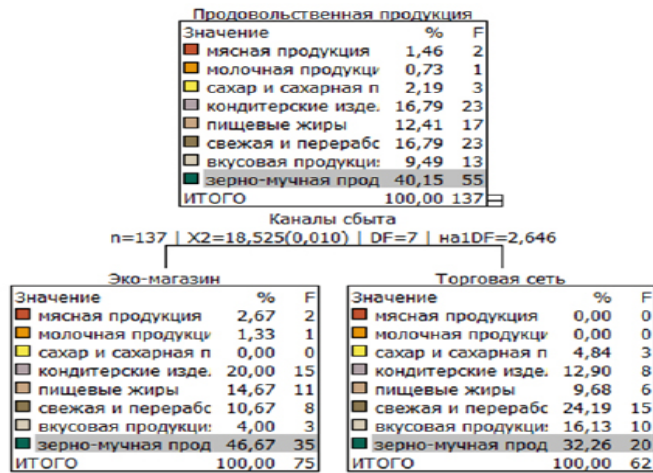 Продовольственная продукция
Значение % F
мясная продукция 1,46 2
молочная продукци 0,73 1
сахар и сахарная п 2,19 3
кондитерские изде. 16,79 23
пищевые жиры 12,41 17
свежая и перерабс 16,79 23
вкусовая продукци: 9,49 13
зерно-мучная прод 40,15 55
ИТОГО 100,00 137
Каналы сбыта
n=137 | X2=18,525(0,010) | DF=7 | на1DF=2,646
Эко-магазин
Значение % F
мясная продукция 2,67 2
молочная продукци 1,33 1
сахар и сахарная п 0,00 0
кондитерские изде. 20,00 15
пищевые жиры 14,67 11
свежая и перерабс 10,67 8
вкусовая продукци: 4,00 3
зерно-мучная прод 46,67 35
ИТОГО 100,00 75
Торговая сеть
Значение % F
мясная продукция 0,00 0
молочная продукци 0,00 0
сахар и сахарная п 4,84 3
кондитерские изде. 12,90 8
пищевые жиры 9,68 6
свежая и перерабс 24,19 15
вкусовая продукци: 16,13 10
зерно-мучная прод 32,26 20
ИТОГО 100,00 62